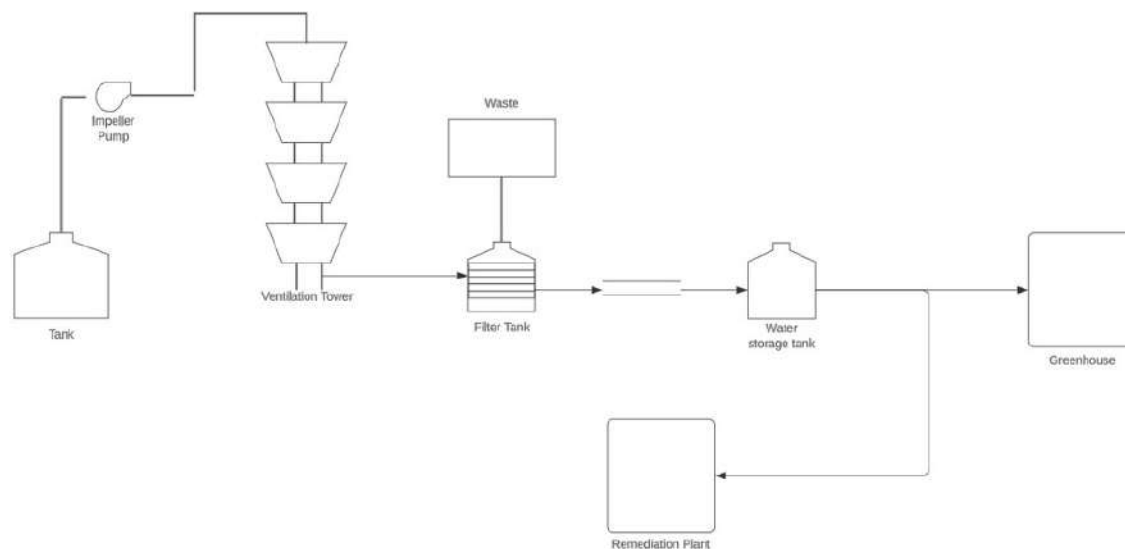 Impeller
Pump
Waste
Tank
Ventilation Tower
Filter Tank
Water
storage tank
Greenhouse
Remediation Plant